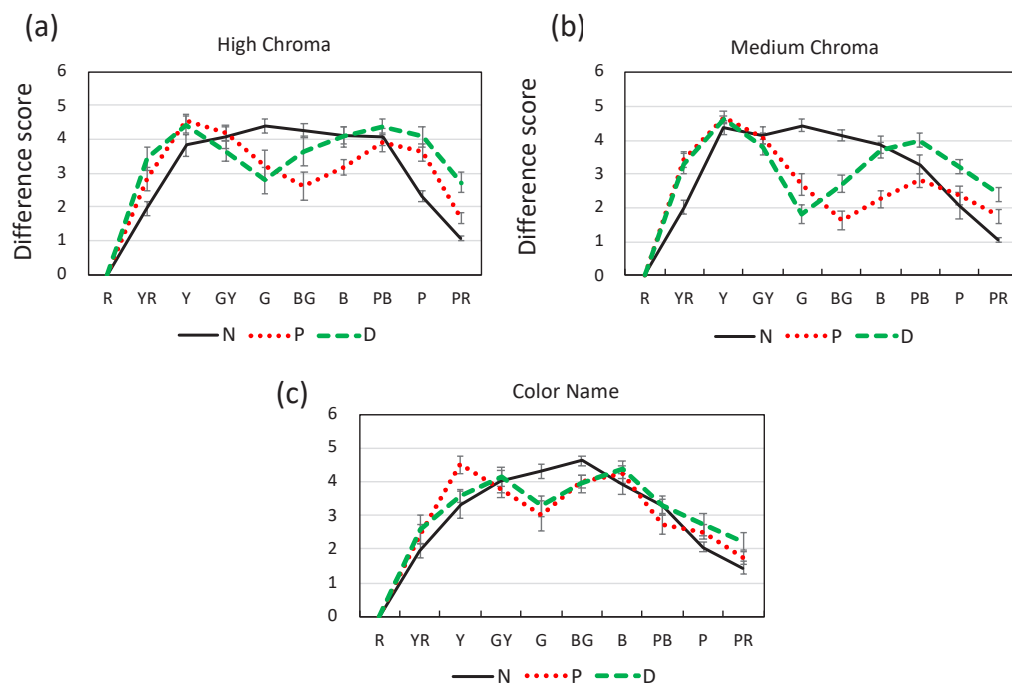 (a)
High Chroma
Difference score
6
5
4
3
2
1
0
R YR Y GY G BG B PB P PR
N P D
(b)
Medium Chroma
Difference score
6
5
4
3
2
1
0
R YR Y GY G BG B PB P PR
N P D
(c)
Color Name
6
5
4
3
2
1
0
R YR Y GY G BG B PB P PR
N P D